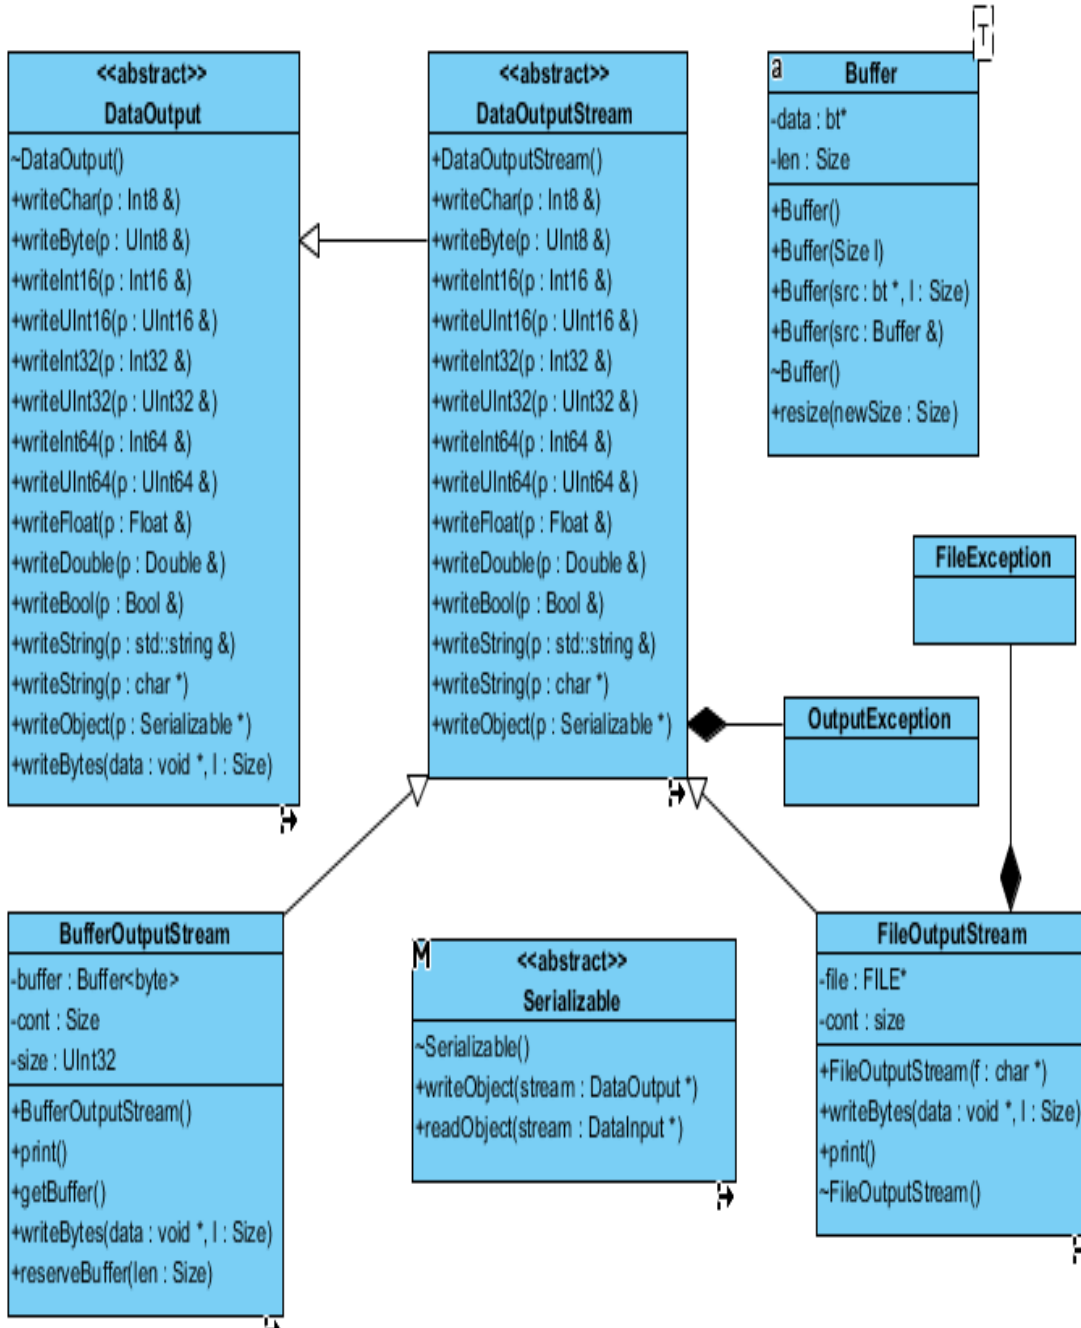 <<abstract>>
DataOutput
~DataOutput()
+writeChar(p : Int8 &)
+writeByte(p : UInt8 &)
+writeInt16(p : Int16 &)
+writeUInt16(p : UInt16 &)
+writeInt32(p : Int32 &)
+writeUInt32(p : UInt32 &)
+writeInt64(p : Int64 &)
+writeUInt64(p : UInt64 &)
+writeFloat(p : Float &)
+writeDouble(p : Double &)
+writeBool(p : Bool &)
+writeString(p : std::string &)
+writeString(p : char *)
+writeObject(p : Serializable *)
+writeBytes(data : void *, l : Size)
<<abstract>>
DataOutputStream
+DataOutputStream()
+writeChar(p : Int8 &)
+writeByte(p : UInt8 &)
+writeInt16(p : Int16 &)
+writeUInt16(p : UInt16 &)
+writeInt32(p : Int32 &)
+writeUInt32(p : UInt32 &)
+writeInt64(p : Int64 &)
+writeUInt64(p : UInt64 &)
+writeFloat(p : Float &)
+writeDouble(p : Double &)
+writeBool(p : Bool &)
+writeString(p : std::string &)
+writeString(p : char *)
+writeObject(p : Serializable *)
T
a
Buffer
-data : bt*
-len : Size
+Buffer()
+Buffer(Size l)
+Buffer(src : bt *, l : Size)
+Buffer(src : Buffer &)
~Buffer()
+resize(newSize : Size)
FileException
OutputException
BufferOutputStream
-buffer : Buffer<byte>
-cont : Size
-size : UInt32
+BufferOutputStream()
+print()
+getBuffer()
+writeBytes(data : void *, l : Size)
+reserveBuffer(len : Size)
M
<<abstract>>
Serializable
~Serializable()
+writeObject(stream : DataOutput *)
+readObject(stream : DataInput *)
FileOutputStream
-file : FILE*
-cont : size
+FileOutputStream(f : char *)
+writeBytes(data : void *, l : Size)
+print()
~FileOutputStream()